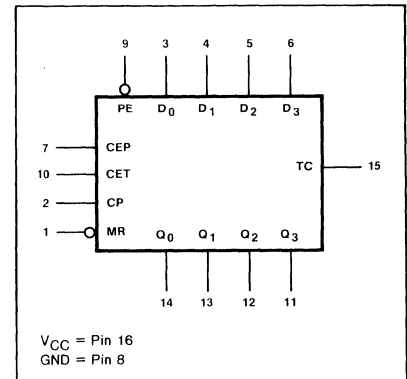 9 3 4 5 6
PE D0 D1 D2 D3
7 CEP
TC 15
10 CET
2 CP
1 MR Q0 Q1 Q2 Q3
14 13 12 11
VCC = Pin 16
GND = Pin 8